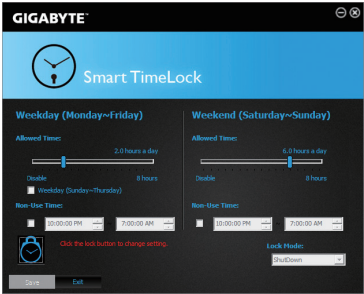 GIGABYTE™
Smart TimeLock
Weekday (Monday~Friday)
Allowed Time:
2.0 hours a day
Disable 8 hours
Weekday (Sunday~Thursday)
Non-Use Time:
10:00:00 PM ~ 7:00:00 AM
Weekend (Saturday~Sunday)
Allowed Time:
6.0 hours a day
Disable 8 hours
Non-Use Time:
10:00:00 PM ~ 7:00:00 AM
Click the lock button to change setting.
Lock Mode:
ShutDown
Save Exit